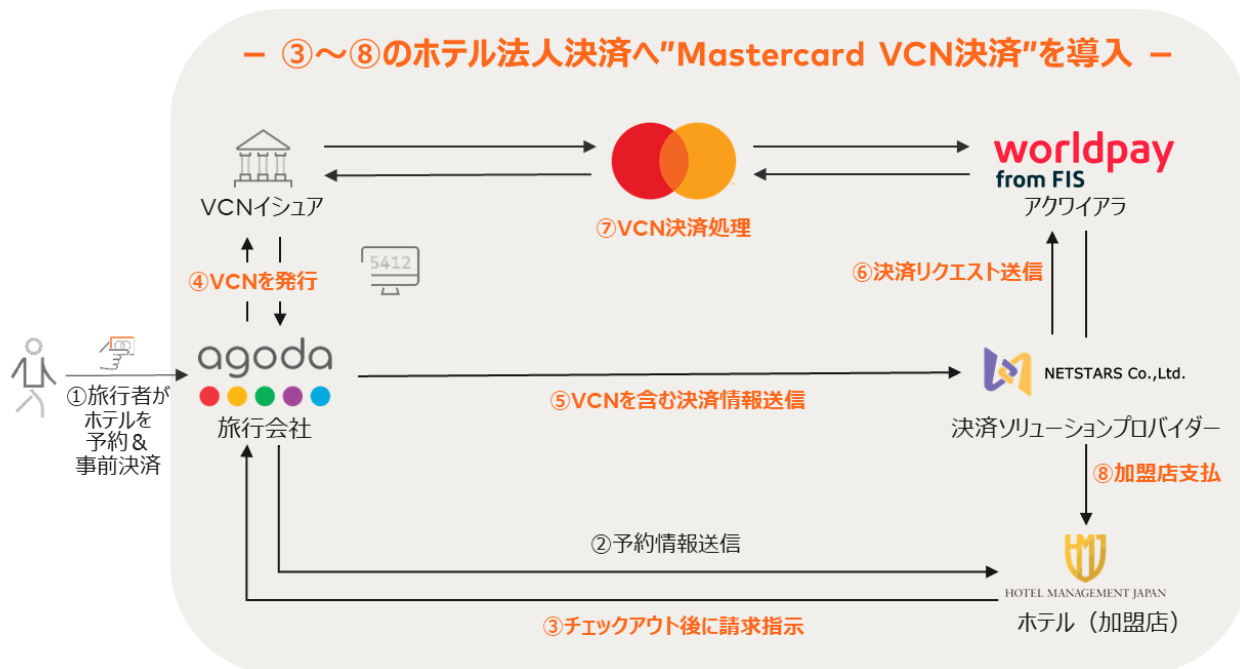 ― ③～⑧のホテル法人決済へ”Mastercard VCN決済”を導入 ―
VCNイシュア
worldpay
from FIS
アクワイアラ
⑦VCN決済処理
④VCNを発行
5412
⑥決済リクエスト送信
agoda
旅行会社
①旅行者が
ホテルを
予約＆
事前決済
⑤VCNを含む決済情報送信
NETSTARS Co.,Ltd.
決済ソリューションプロバイダー
⑧加盟店支払
②予約情報送信
HOTEL MANAGEMENT JAPAN
ホテル（加盟店）
③チェックアウト後に請求指示